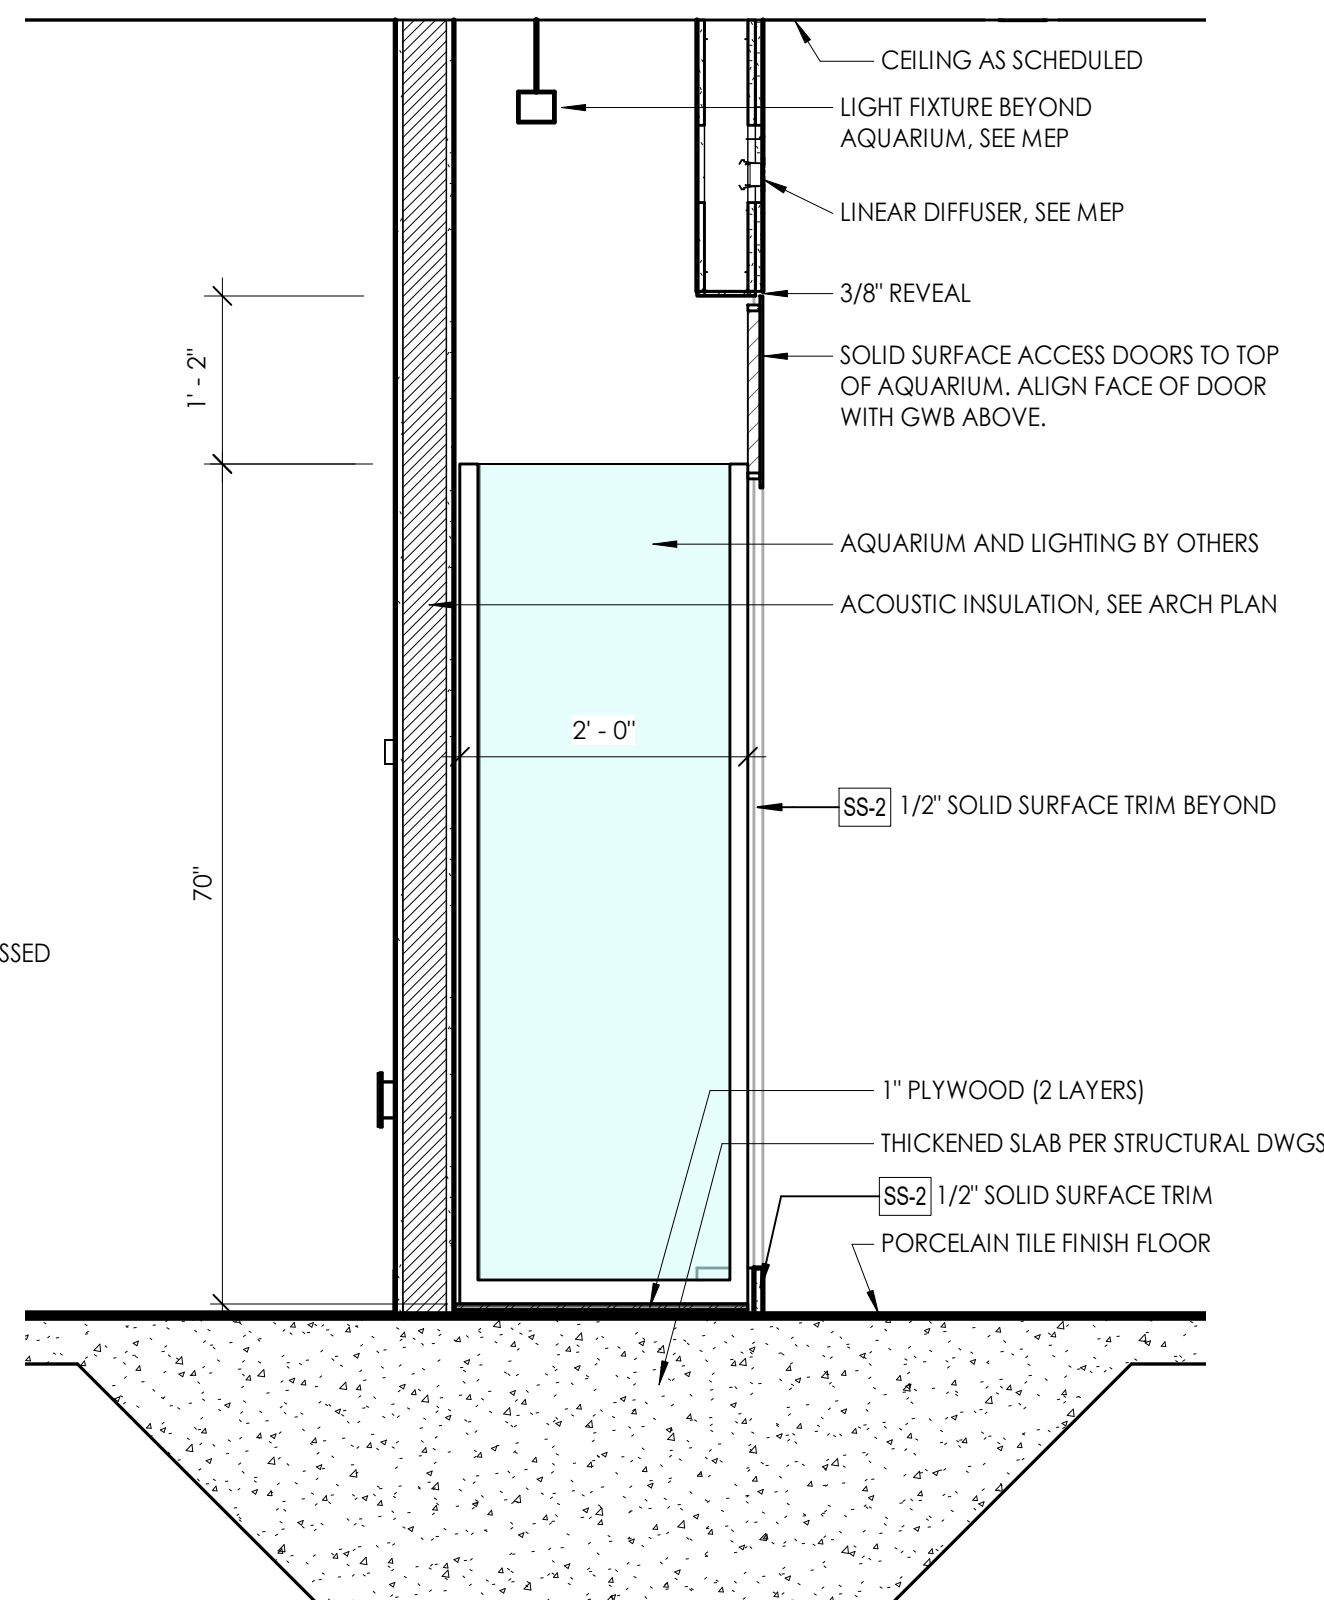 CEILING AS SCHEDULED
LIGHT FIXTURE BEYOND
AQUARIUM, SEE MEP
LINEAR DIFFUSER, SEE MEP
3/8" REVEAL
1' - 2"
SOLID SURFACE ACCESS DOORS TO TOP
OF AQUARIUM. ALIGN FACE OF DOOR
WITH GWB ABOVE.
AQUARIUM AND LIGHTING BY OTHERS
ACOUSTIC INSULATION, SEE ARCH PLAN
2' - 0"
SS-2 1/2" SOLID SURFACE TRIM BEYOND
70"
SSED
1" PLYWOOD (2 LAYERS)
THICKENED SLAB PER STRUCTURAL DWGS
SS-2 1/2" SOLID SURFACE TRIM
PORCELAIN TILE FINISH FLOOR